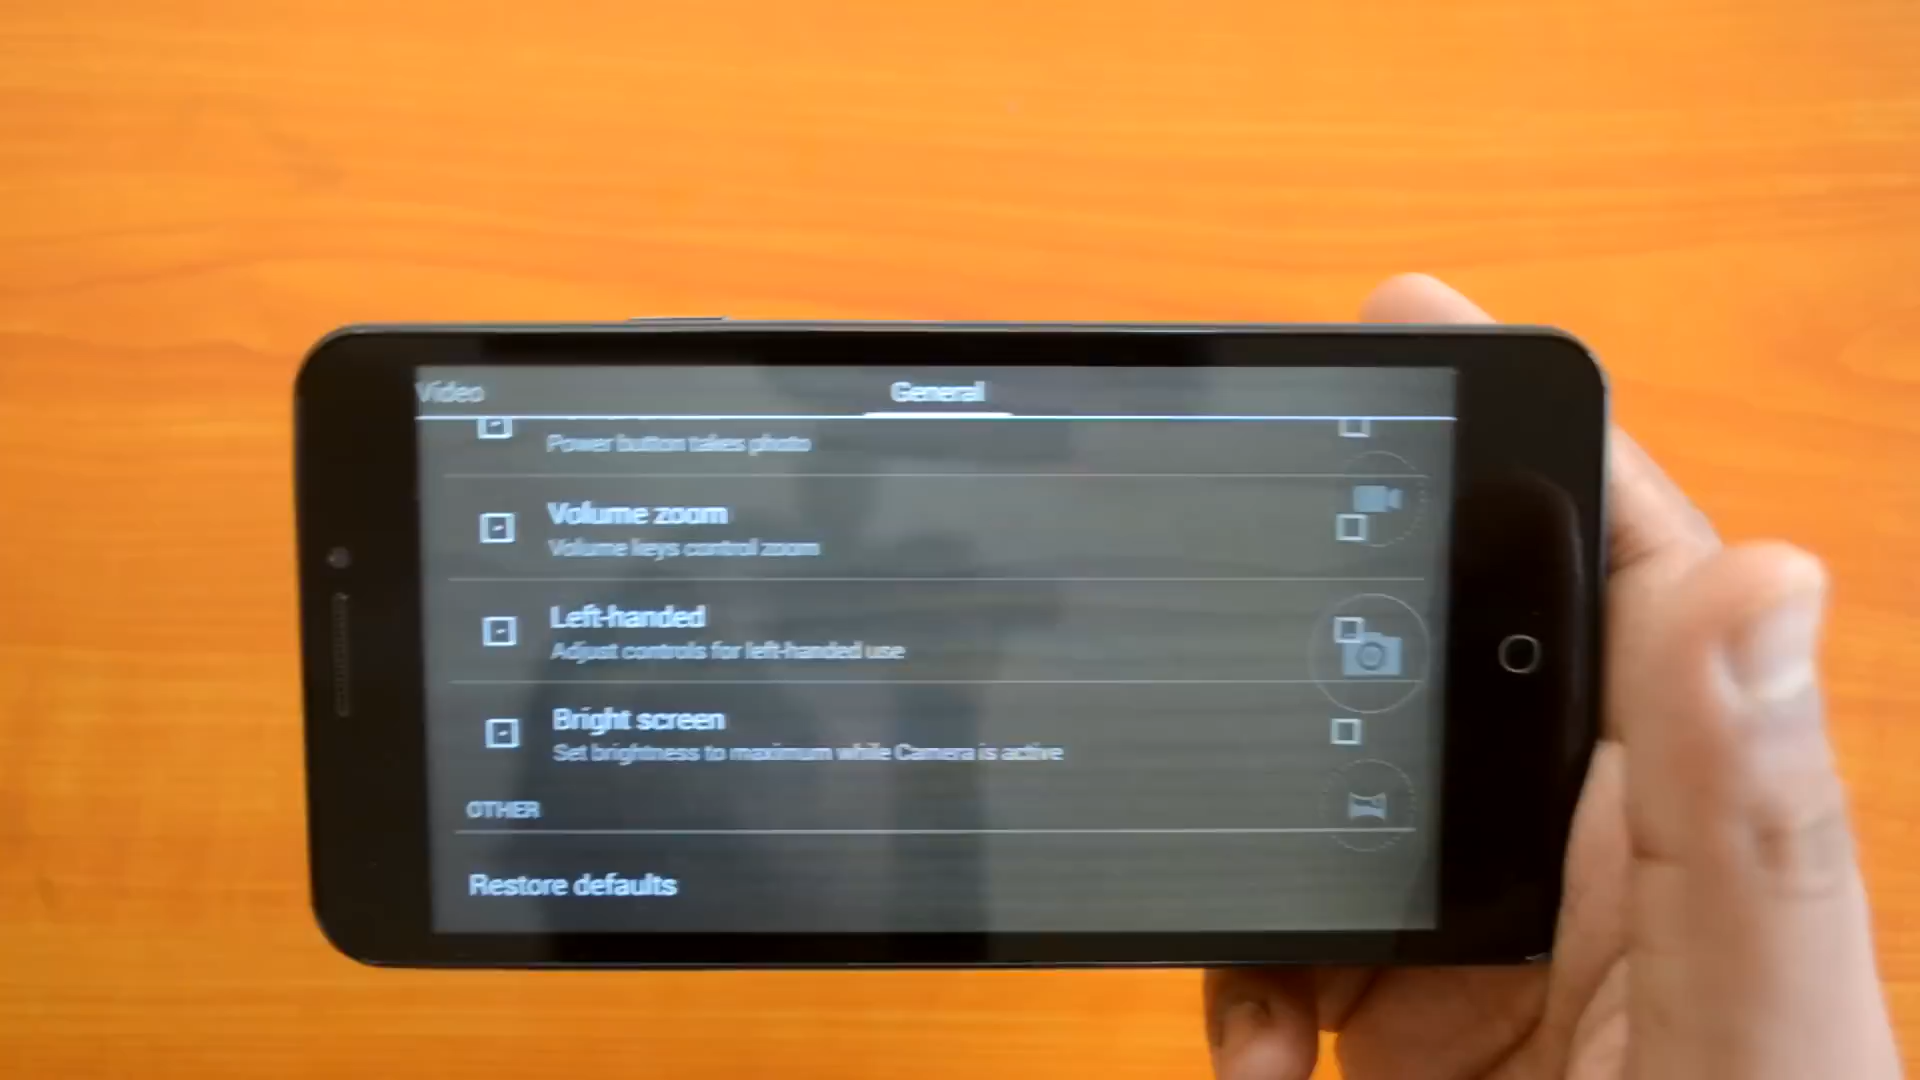 Video
General
Power button takes photo
Volume zoom
Volume keys control zoom
Left-handed
Adjust controls for left-handed use
Bright screen
Set brightness to maximum while Camera is active
OTHER
Restore defaults